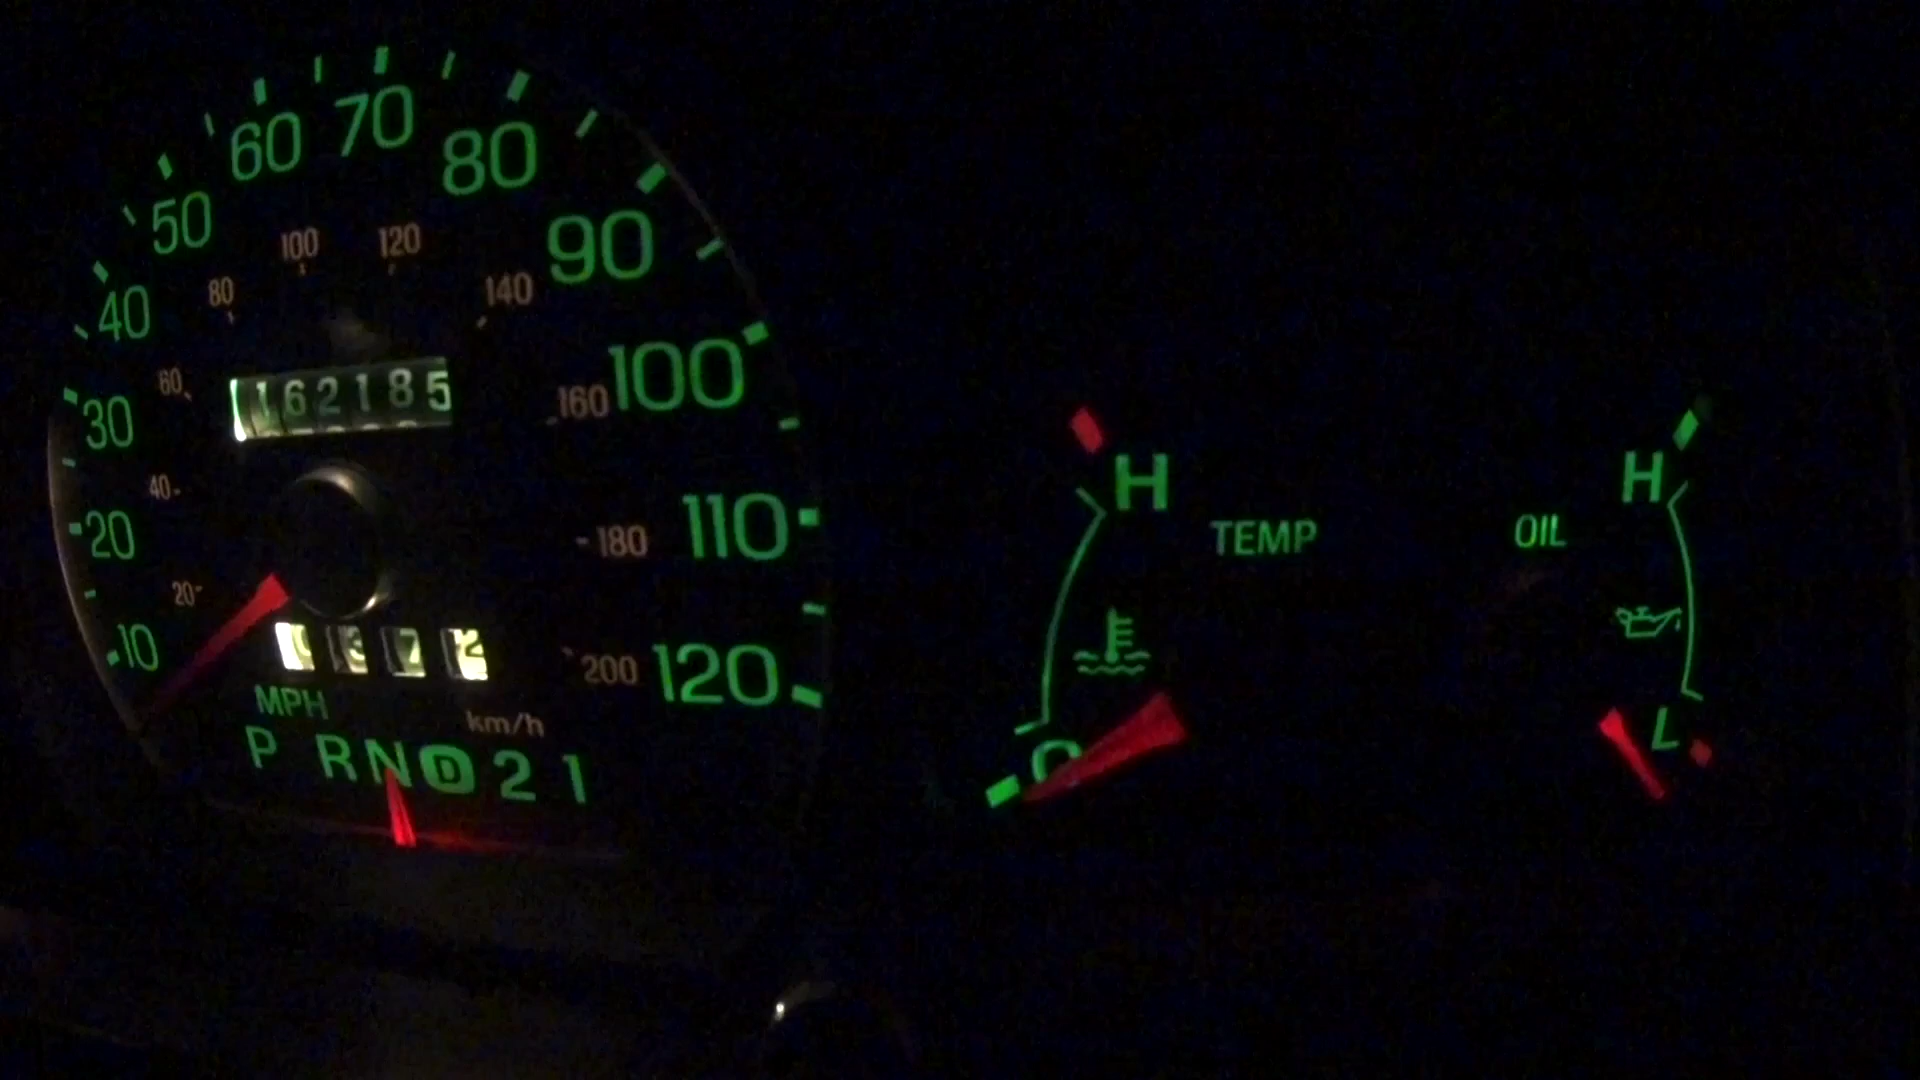 60 70 80
50 90
100 120
80 140
40
60 162185 160 100
30
40 180 110
20
20
10 200 120
MPH km/h
P R N D 2 1
H
TEMP
C
H
OIL
L